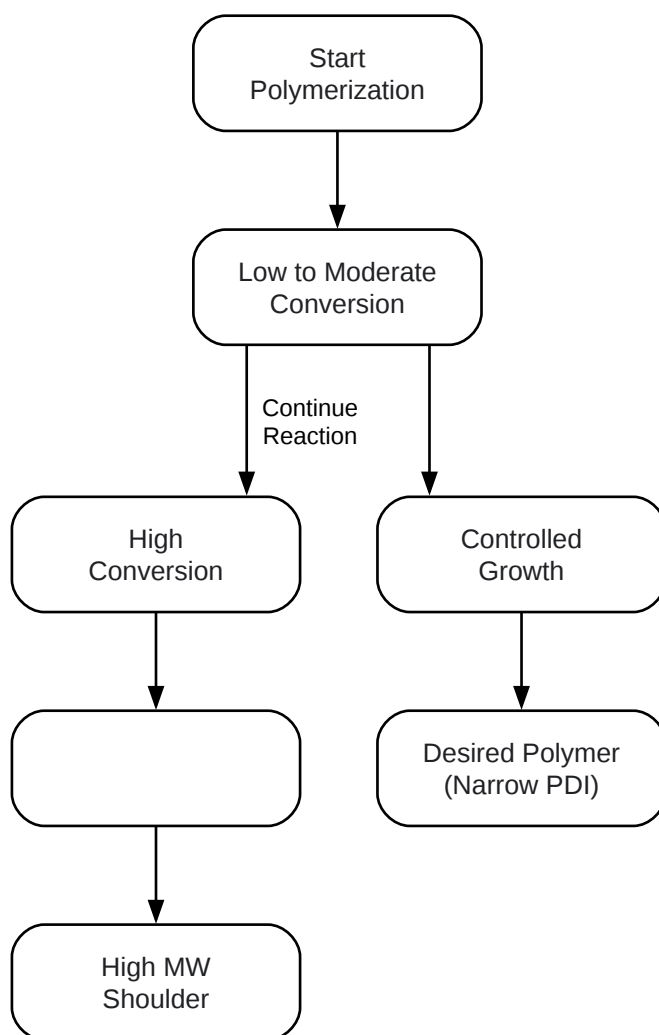 Start
Polymerization
Low to Moderate
Conversion
Continue
Reaction
High
Conversion
Controlled
Growth
Desired Polymer
(Narrow PDI)
High MW
Shoulder